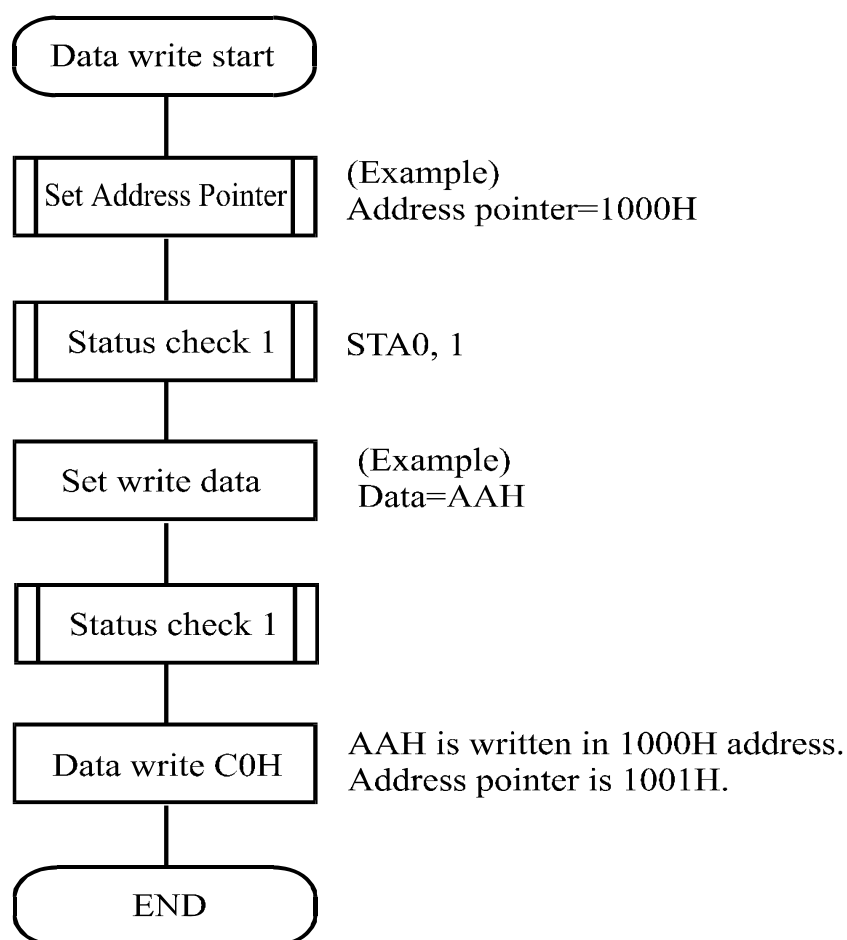 Data write start
Set Address Pointer
(Example)
Address pointer=1000H
Status check 1
STA0, 1
Set write data
(Example)
Data=AAH
Status check 1
Data write C0H
AAH is written in 1000H address.
Address pointer is 1001H.
END